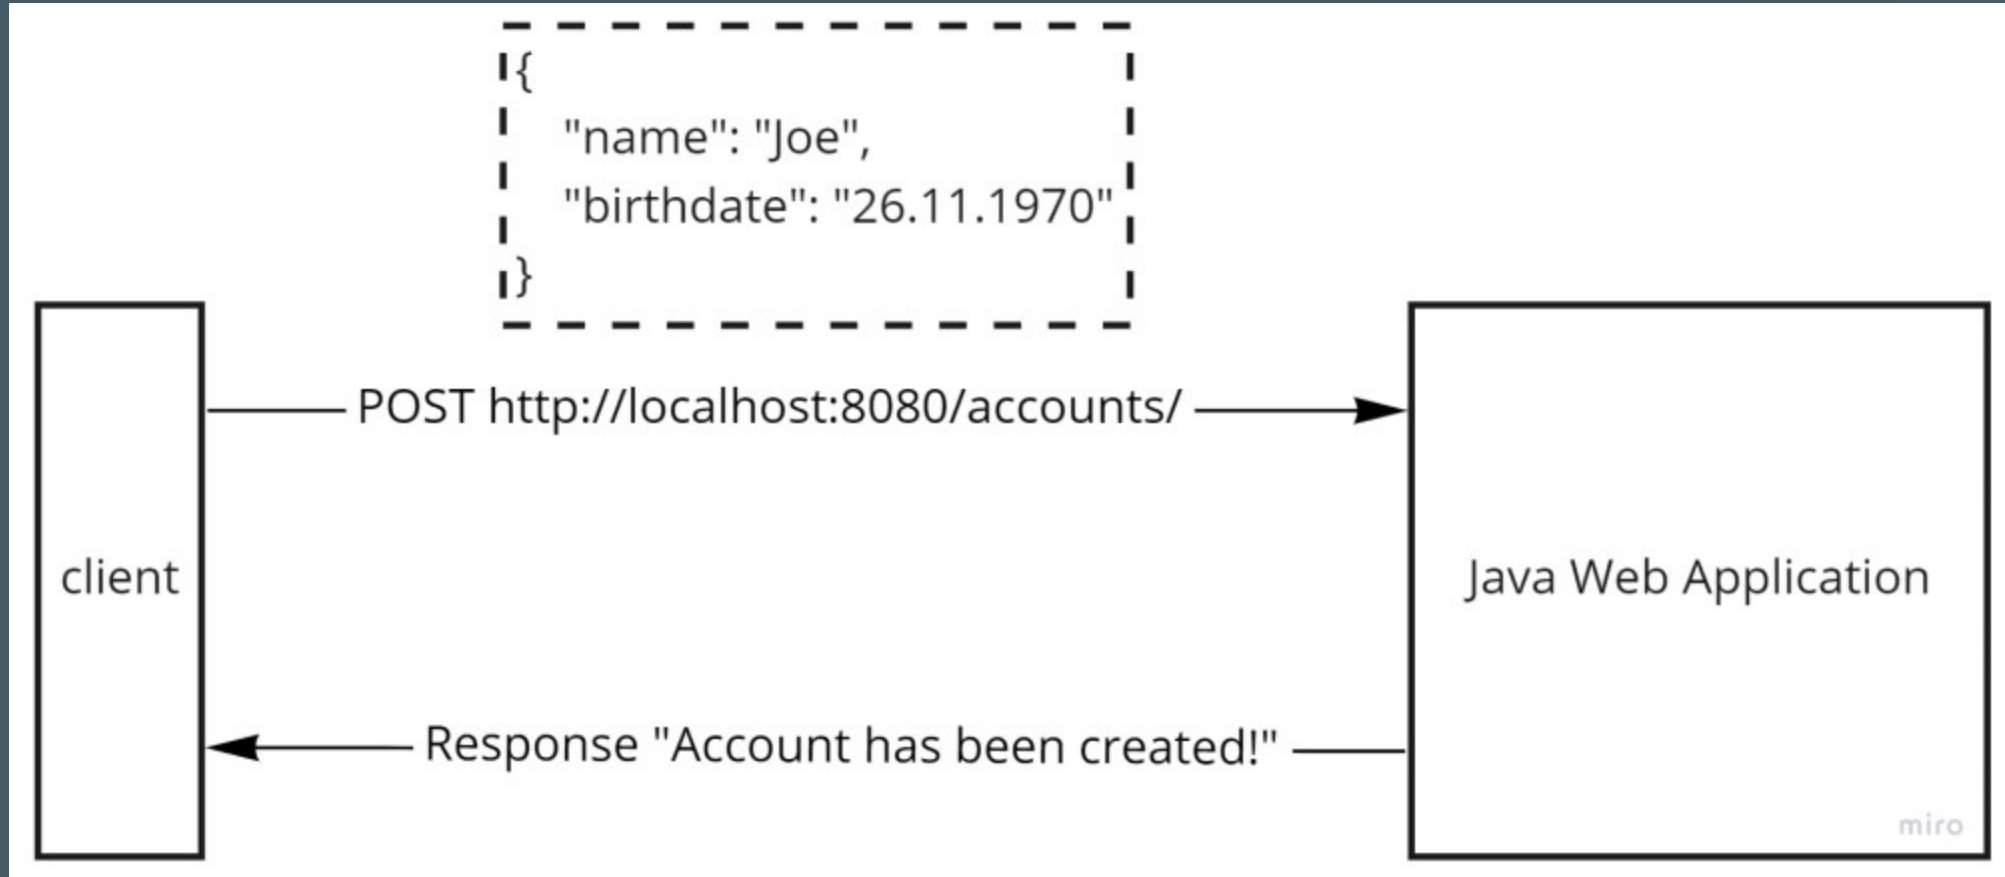 {
"name": "Joe",
"birthdate": "26.11.1970"
}
POST http://localhost:8080/accounts/
client
Java Web Application
Response "Account has been created!"
miro